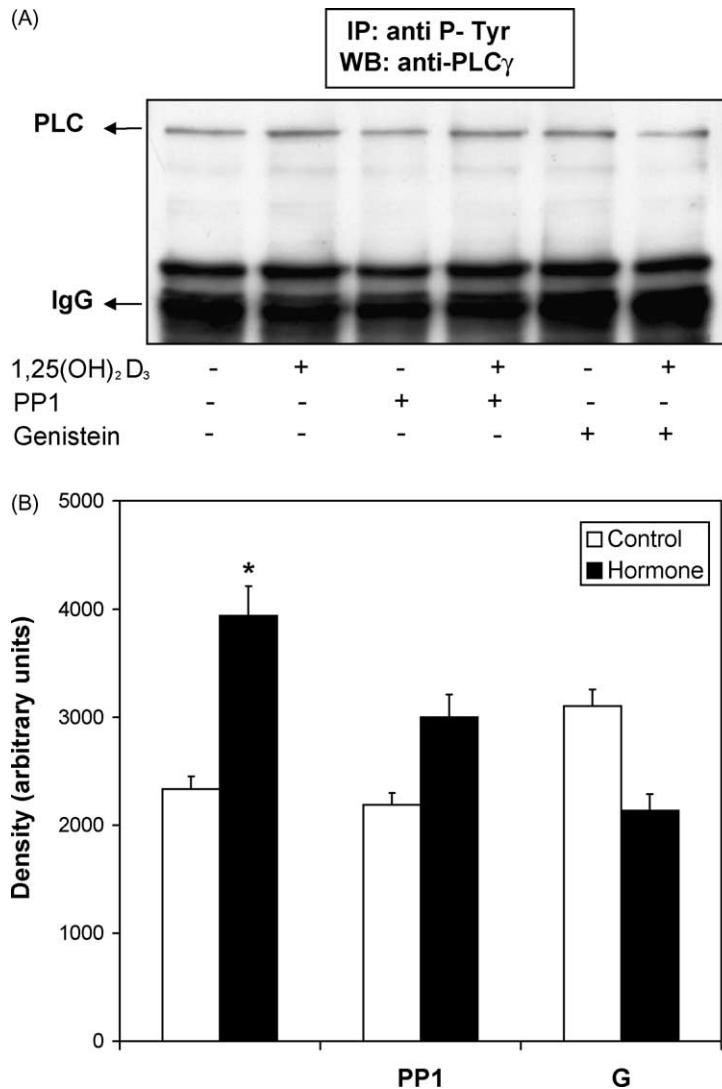 (A)
IP: anti P- Tyr
WB: anti-PLCγ
PLC
IgG
1,25(OH)₂ D₃ - + - + - +
PP1 - - + + - -
Genistein - - - - + +
(B)
5000
4000
3000
2000
1000
0
Density (arbitrary units)
Control
Hormone
*
PP1 G